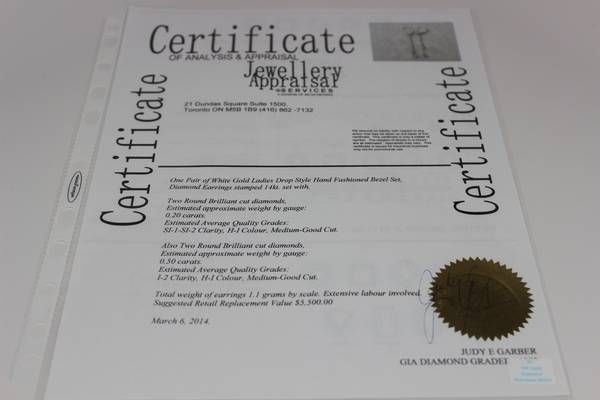 Certificate
OF ANALYSIS & APPRAISAL
Jewellery
Appraisal
SERVICES
21 Dundas Square Suite 1500,
Toronto ON M5B 1B9 (416) 862 -7132
Certificate
Certificate
One Pair of White Gold Ladies Drop Style Hand Fashioned Bezel Set,
Diamond Earrings stamped 14kt. set with.
Two Round Brilliant cut diamonds,
Estimated approximate weight by gauge:
0.20 carats.
Estimated Average Quality Grades:
SI-1-SI-2 Clarity, H-I Colour, Medium-Good Cut.
Also Two Round Brilliant cut diamonds,
Estimated approximate weight by gauge:
0.50 carats.
Estimated Average Quality Grades:
I-2 Clarity, H-I Colour, Medium-Good Cut.
Total weight of earrings 1.1 grams by scale. Extensive labour involved.
Suggested Retail Replacement Value $5,500.00
March 6, 2014.
JUDY E GARBER
GIA DIAMOND GRADER